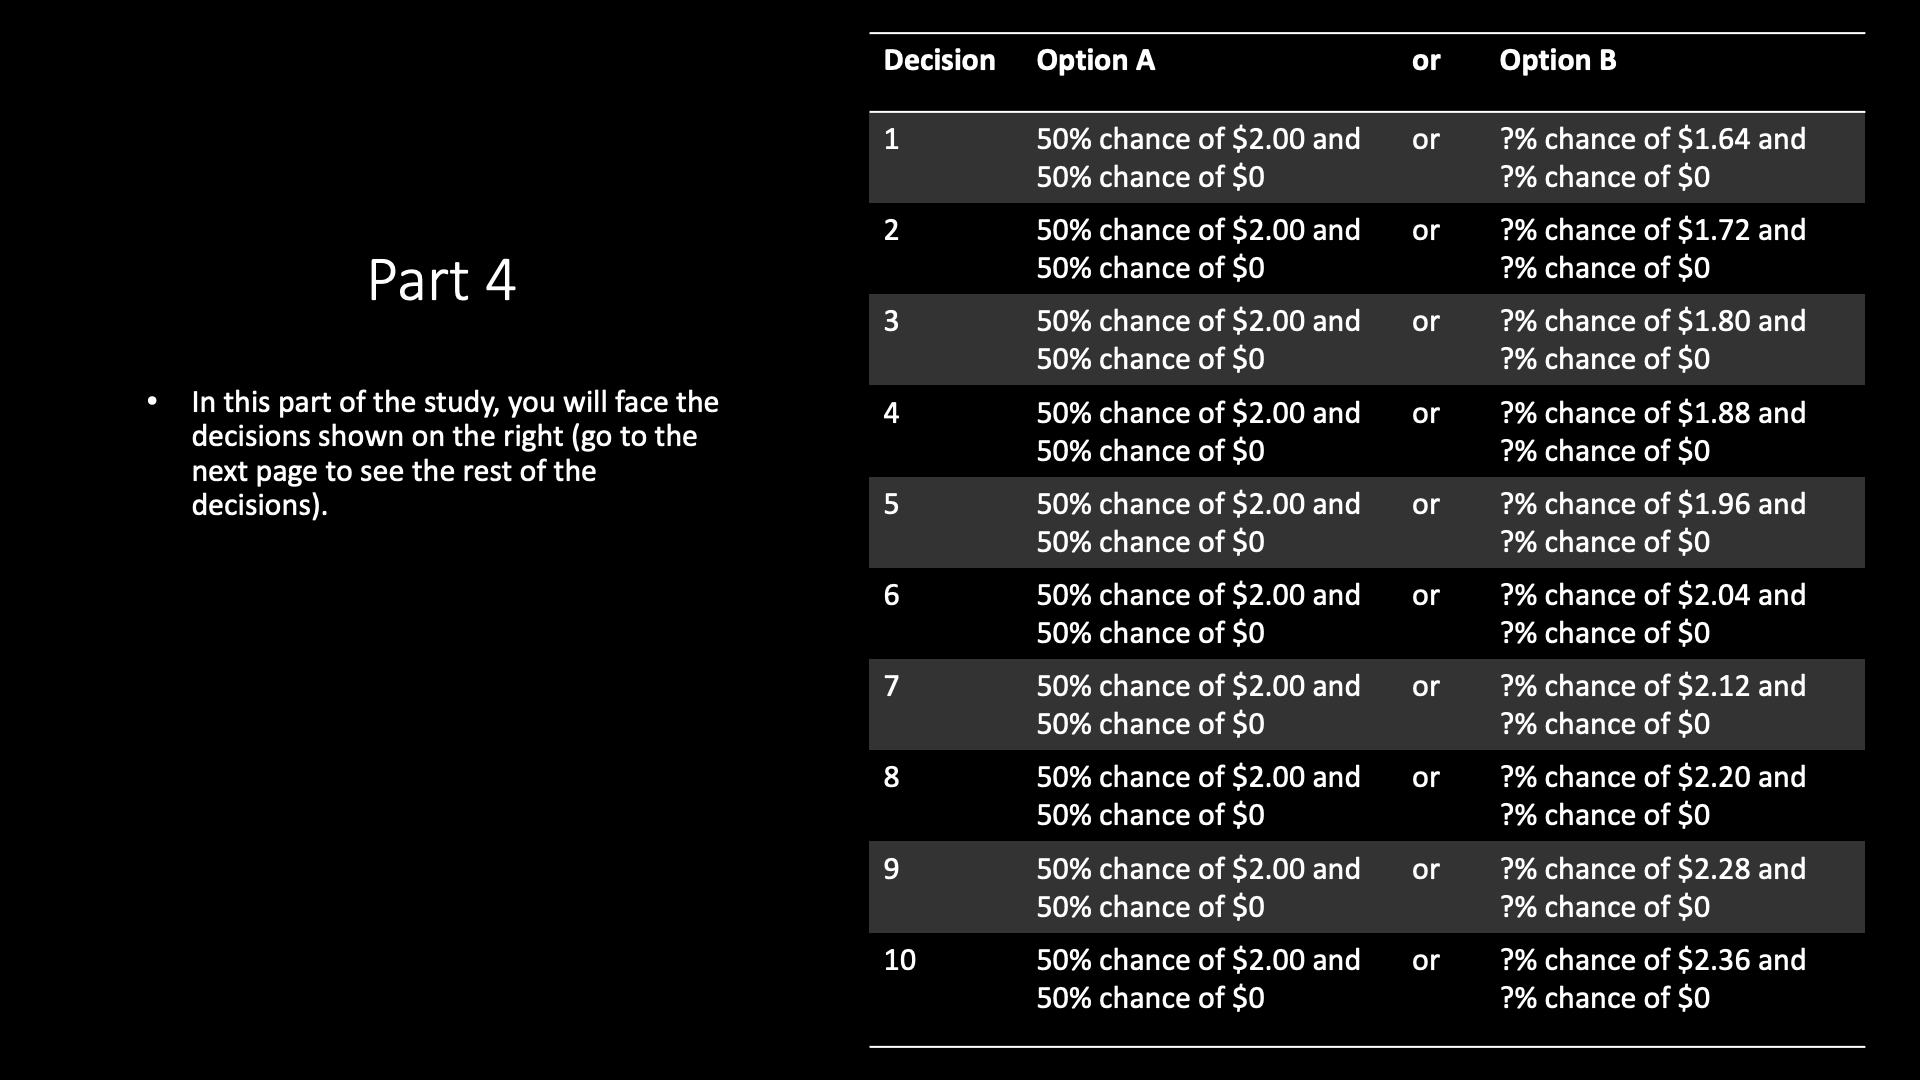 Part 4
• In this part of the study, you will face the
decisions shown on the right (go to the
next page to see the rest of the
decisions).
Decision Option A or Option B
1 50% chance of $2.00 and or ?% chance of $1.64 and
50% chance of $0 ?% chance of $0
2 50% chance of $2.00 and or ?% chance of $1.72 and
50% chance of $0 ?% chance of $0
3 50% chance of $2.00 and or ?% chance of $1.80 and
50% chance of $0 ?% chance of $0
4 50% chance of $2.00 and or ?% chance of $1.88 and
50% chance of $0 ?% chance of $0
5 50% chance of $2.00 and or ?% chance of $1.96 and
50% chance of $0 ?% chance of $0
6 50% chance of $2.00 and or ?% chance of $2.04 and
50% chance of $0 ?% chance of $0
7 50% chance of $2.00 and or ?% chance of $2.12 and
50% chance of $0 ?% chance of $0
8 50% chance of $2.00 and or ?% chance of $2.20 and
50% chance of $0 ?% chance of $0
9 50% chance of $2.00 and or ?% chance of $2.28 and
50% chance of $0 ?% chance of $0
10 50% chance of $2.00 and or ?% chance of $2.36 and
50% chance of $0 ?% chance of $0